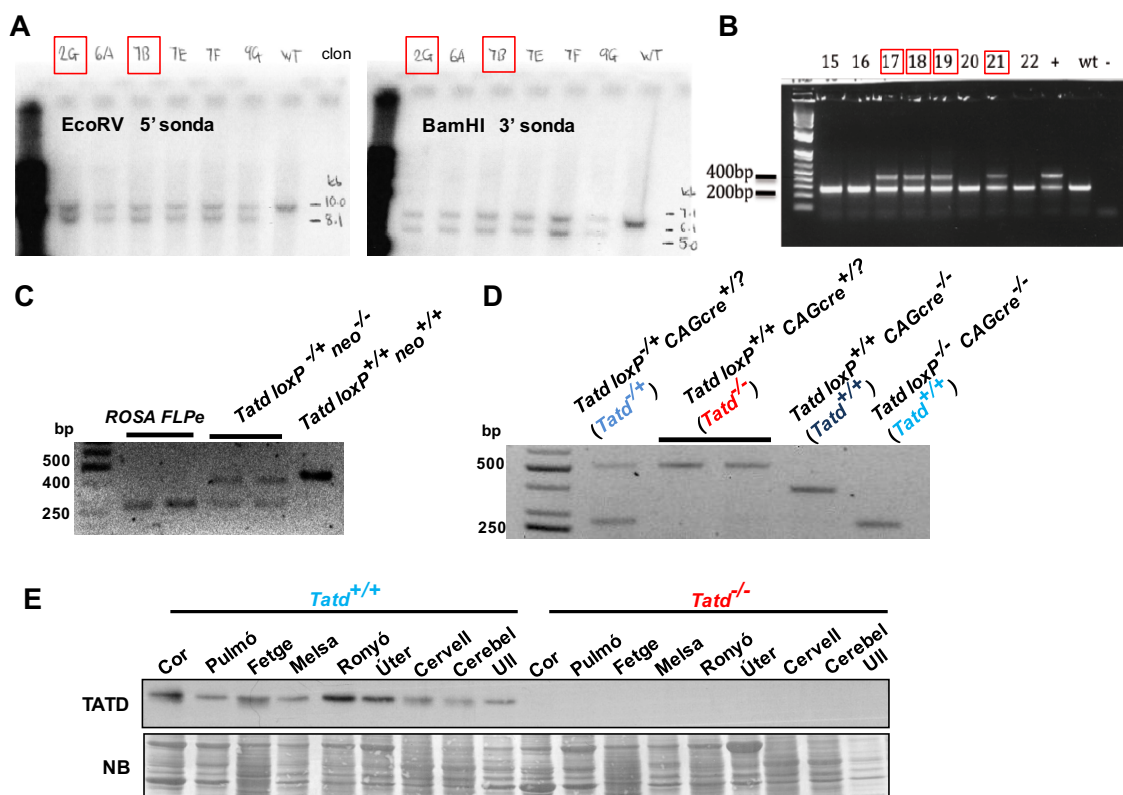 A
2G 6A 7B 7E 7F 9G WT clon
EcoRV 5' sonda
kb
10.0
8.1
2G 6A 7B 7E 7F 9G WT
BamHI 3' sonda
kb
7.1
6.1
5.0
B
15 16 17 18 19 20 21 22 + wt -
400bp
200bp
C
ROSA FLPe
Tatd loxP-/+ neo-/-
Tatd loxP+/+ neo+/+
bp
500
400
250
D
Tatd loxP-/+ CAGcre+/?
(Tatd-/+)
Tatd loxP+/+ CAGcre+/?
(Tatd-/-)
Tatd loxP+/+ CAGcre-/-
(Tatd+/+)
Tatd loxP-/- CAGcre-/-
(Tatd+/+)
bp
500
250
E
Tatd+/+
Tatd-/-
Cor Pulmó Fetge Melsa Ronyó Úter Cervell Cerebel Ull Cor Pulmó Fetge Melsa Ronyó Úter Cervell Cerebel Ull
TATD
NB